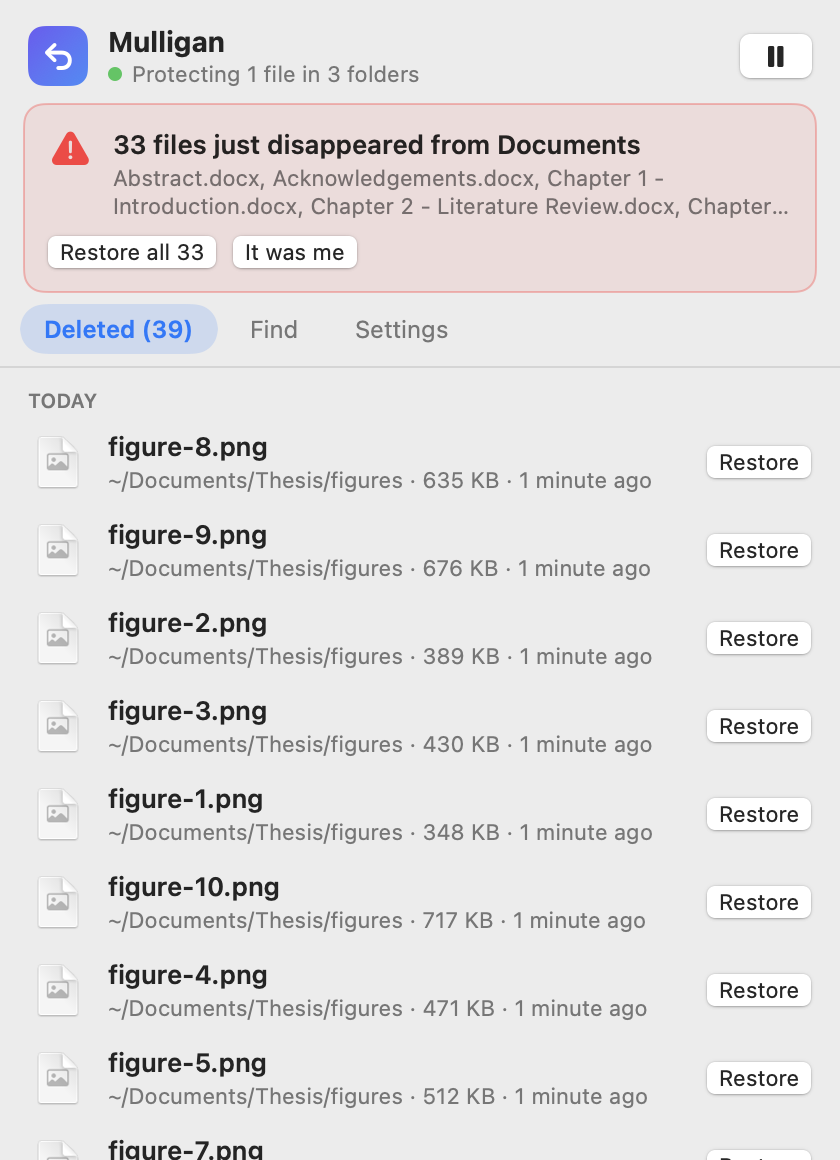 Mulligan
Protecting 1 file in 3 folders
33 files just disappeared from Documents
Abstract.docx, Acknowledgements.docx, Chapter 1 -
Introduction.docx, Chapter 2 - Literature Review.docx, Chapter...
Restore all 33
It was me
Deleted (39)
Find
Settings
TODAY
figure-8.png
~/Documents/Thesis/figures · 635 KB · 1 minute ago
Restore
figure-9.png
~/Documents/Thesis/figures · 676 KB · 1 minute ago
Restore
figure-2.png
~/Documents/Thesis/figures · 389 KB · 1 minute ago
Restore
figure-3.png
~/Documents/Thesis/figures · 430 KB · 1 minute ago
Restore
figure-1.png
~/Documents/Thesis/figures · 348 KB · 1 minute ago
Restore
figure-10.png
~/Documents/Thesis/figures · 717 KB · 1 minute ago
Restore
figure-4.png
~/Documents/Thesis/figures · 471 KB · 1 minute ago
Restore
figure-5.png
~/Documents/Thesis/figures · 512 KB · 1 minute ago
Restore
figure-7.png